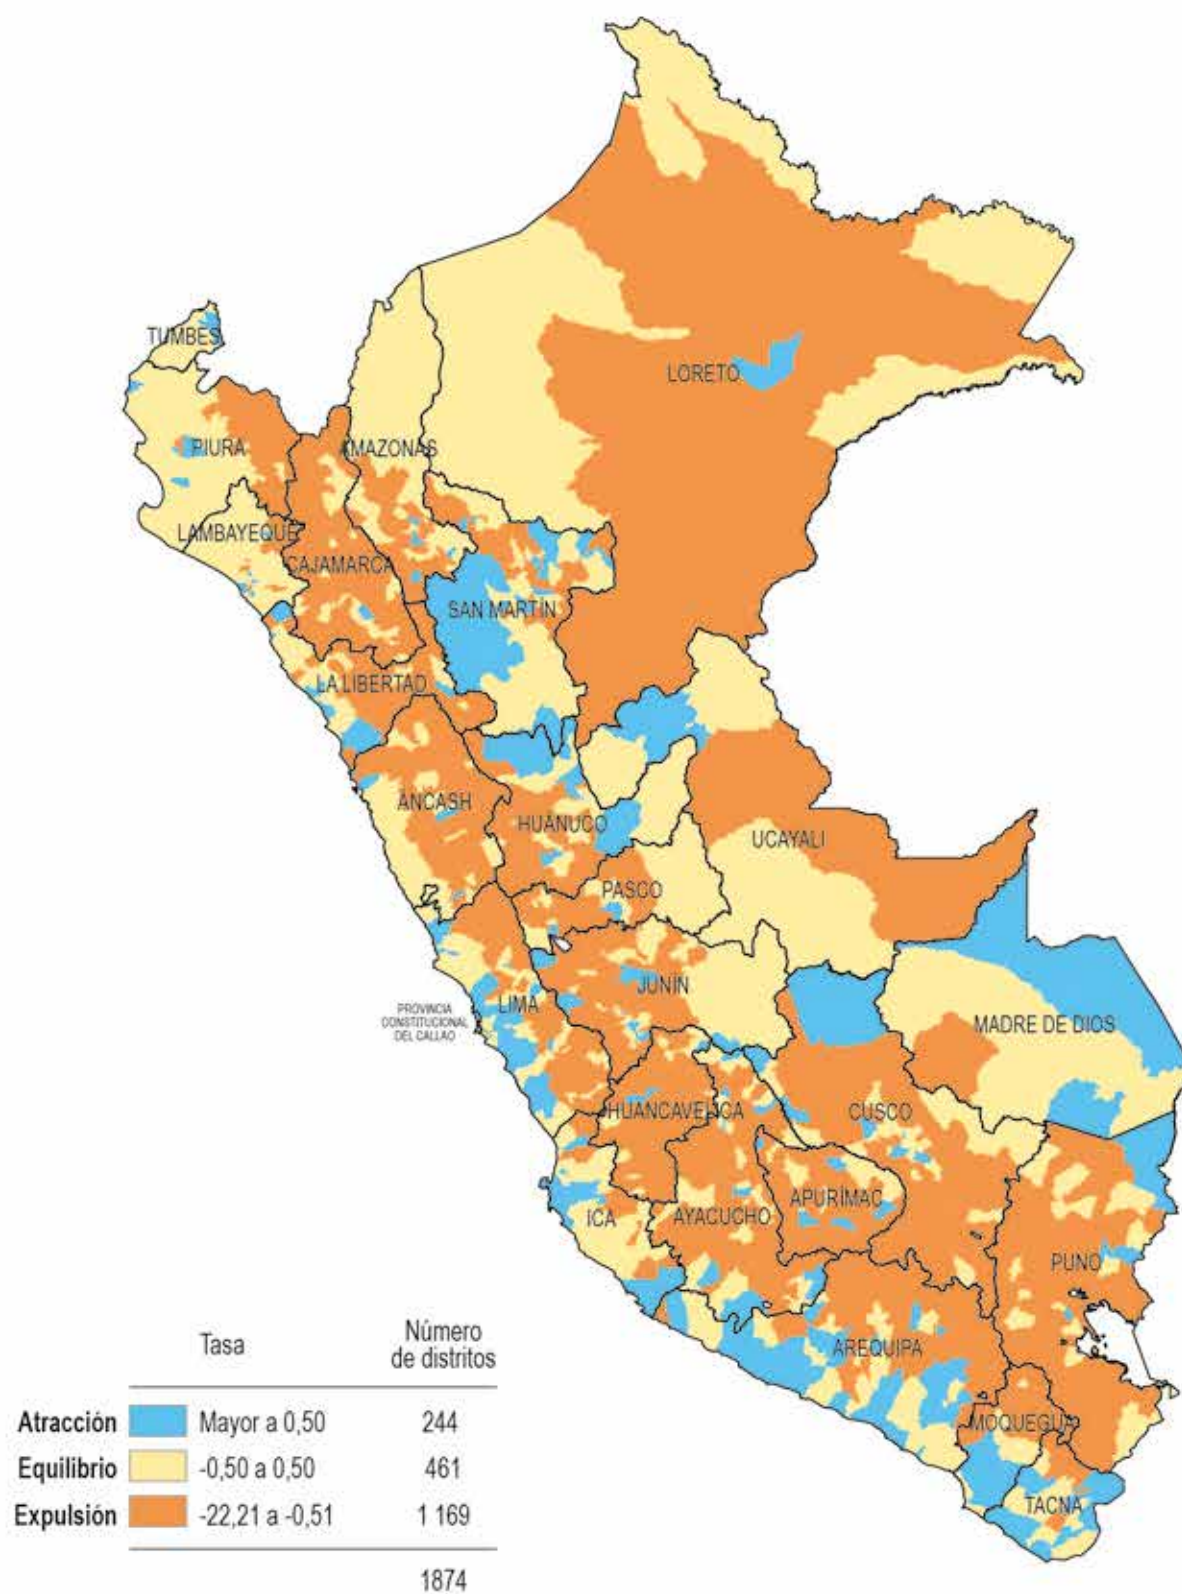 TUMBES
LORETO
PIURA
AMAZONAS
LAMBAYEQUE
CAJAMARCA
SAN MARTÍN
LA LIBERTAD
ÁNCASH
HUÁNUCO
UCAYALI
PASCO
JUNÍN
LIMA
PROVINCIA
CONSTITUCIONAL
DEL CALLAO
MADRE DE DIOS
HUANCAVELICA
CUSCO
APURÍMAC
ICA
AYACUCHO
PUNO
AREQUIPA
MOQUEGUA
TACNA
Tasa
Número
de distritos
Atracción Mayor a 0,50 244
Equilibrio -0,50 a 0,50 461
Expulsión -22,21 a -0,51 1 169
1874